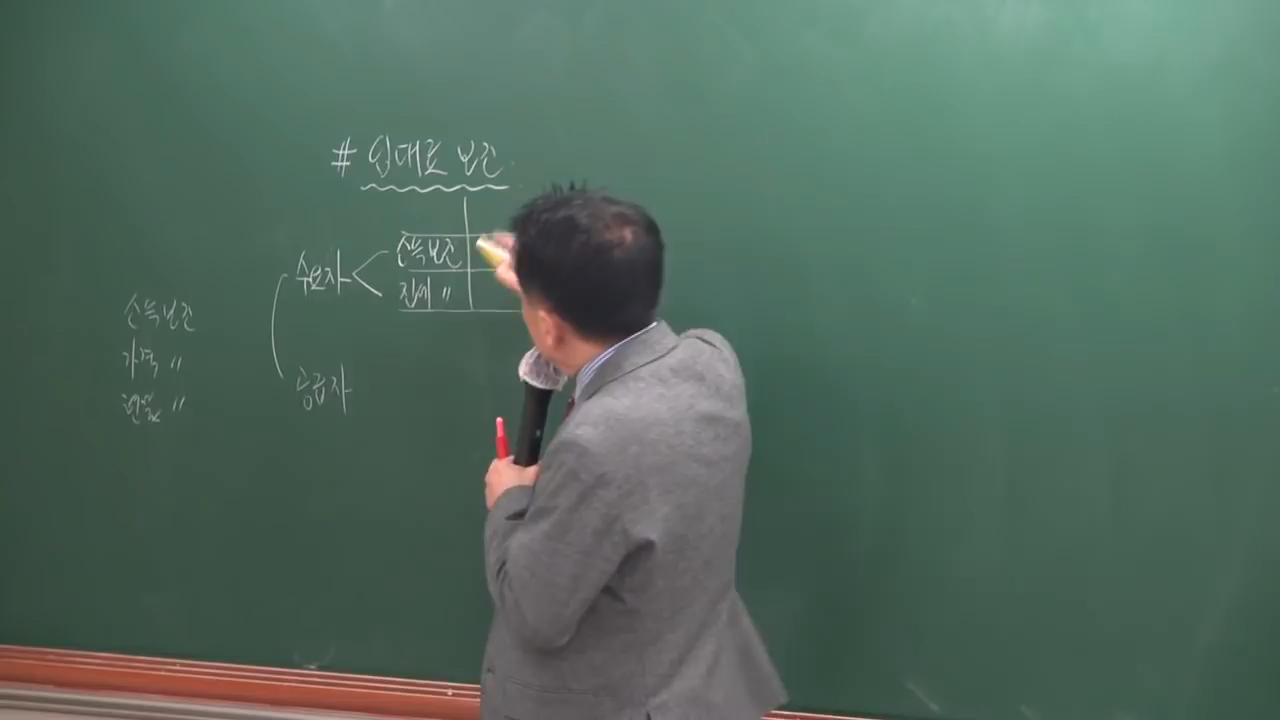 # 임대료 보조
수요자 < 소득보조
집세 "
공급자
소득보조
가격 "
현물 "